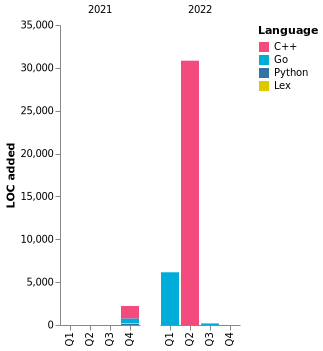 2021 2022
Language
C++
Go
Python
Lex
LOC added
35,000
30,000
25,000
20,000
15,000
10,000
5,000
0
Q1 Q2 Q3 Q4 Q1 Q2 Q3 Q4